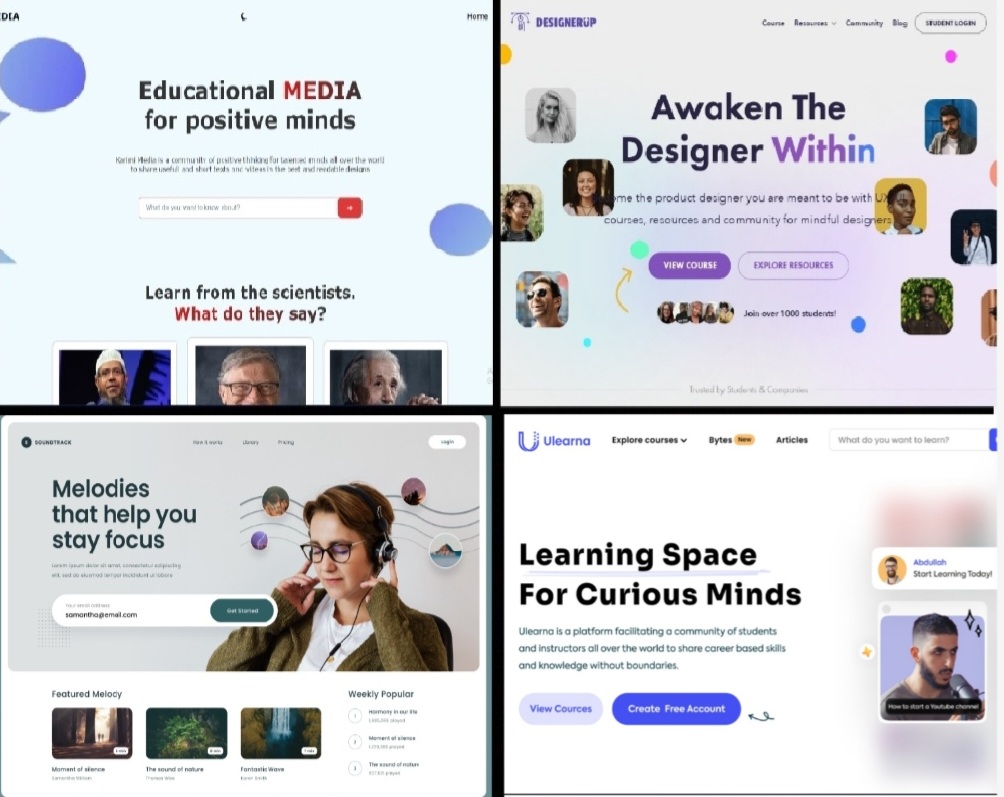 Home
Educational MEDIA
for positive minds
is a community of positive thinking for talented minds all over the world
to share usefull and short texts and videos in the best and readable designs
What do you want to know about?
Learn from the scientists.
What do they say?
DESIGNERUP
Course
Resources
Community
Blog
STUDENT LOGIN
Awaken The
Designer Within
me the product designer you are meant to be with UX
courses, resources and community for mindful designers
VIEW COURSE
EXPLORE RESOURCES
Join over 1000 students!
Trusted by Students & Companies
SOUNDTRACK
How it works
Library
Pricing
Login
Melodies
that help you
stay focus
Lorem ipsum dolor sit amet, consectetur adipiscing
elit, sed do eiusmod tempor incididunt ut labore
Your email address
samantha@email.com
Get Started
Featured Melody
Moment of silence
The sound of nature
Fantastic Wave
Weekly Popular
1
Harmony in our life
2
Moment of silence
3
The sound of nature
Ulearna
Explore courses
Bytes New
Articles
What do you want to learn?
Learning Space
For Curious Minds
Ulearna is a platform facilitating a community of students
and instructors all over the world to share career based skills
and knowledge without boundaries.
View Cources
Create Free Account
Abdullah
Start Learning Today!
How to start a Youtube channel